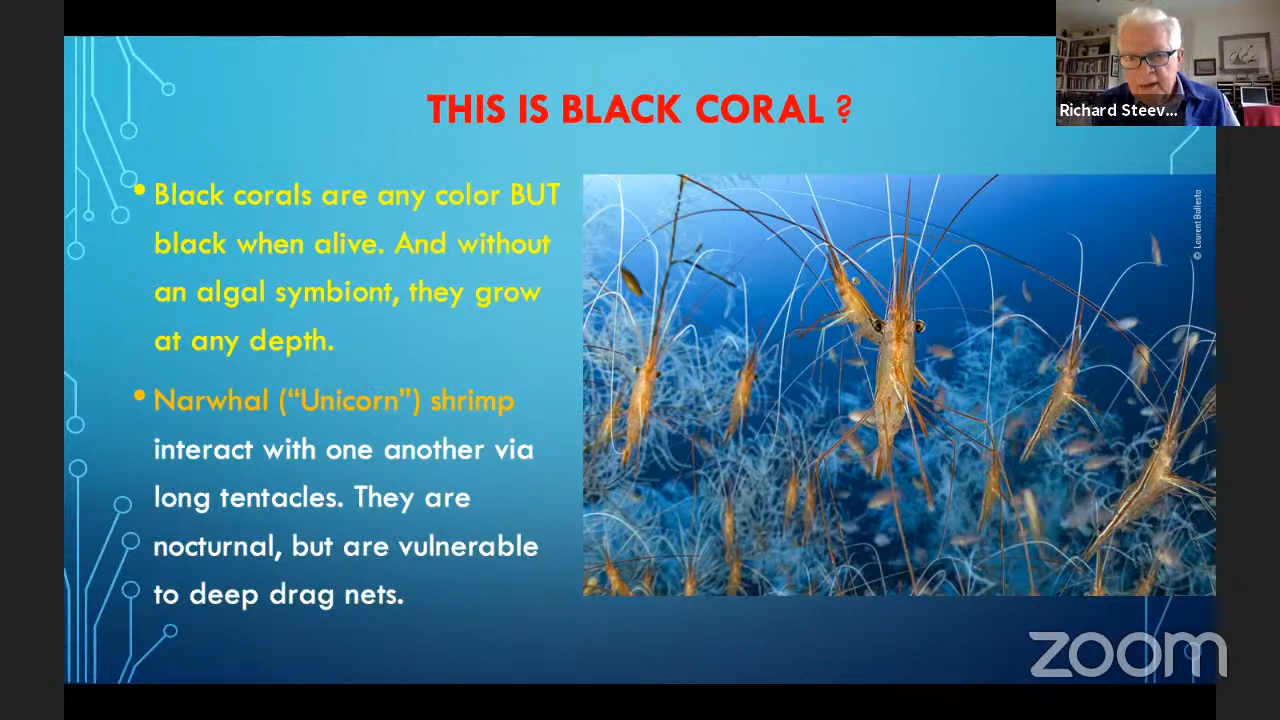 THIS IS BLACK CORAL ?
Richard Steev...
• Black corals are any color BUT
black when alive. And without
an algal symbiont, they grow
at any depth.
• Narwhal (“Unicorn”) shrimp
interact with one another via
long tentacles. They are
nocturnal, but are vulnerable
to deep drag nets.
© Laurent Ballesta
zoom